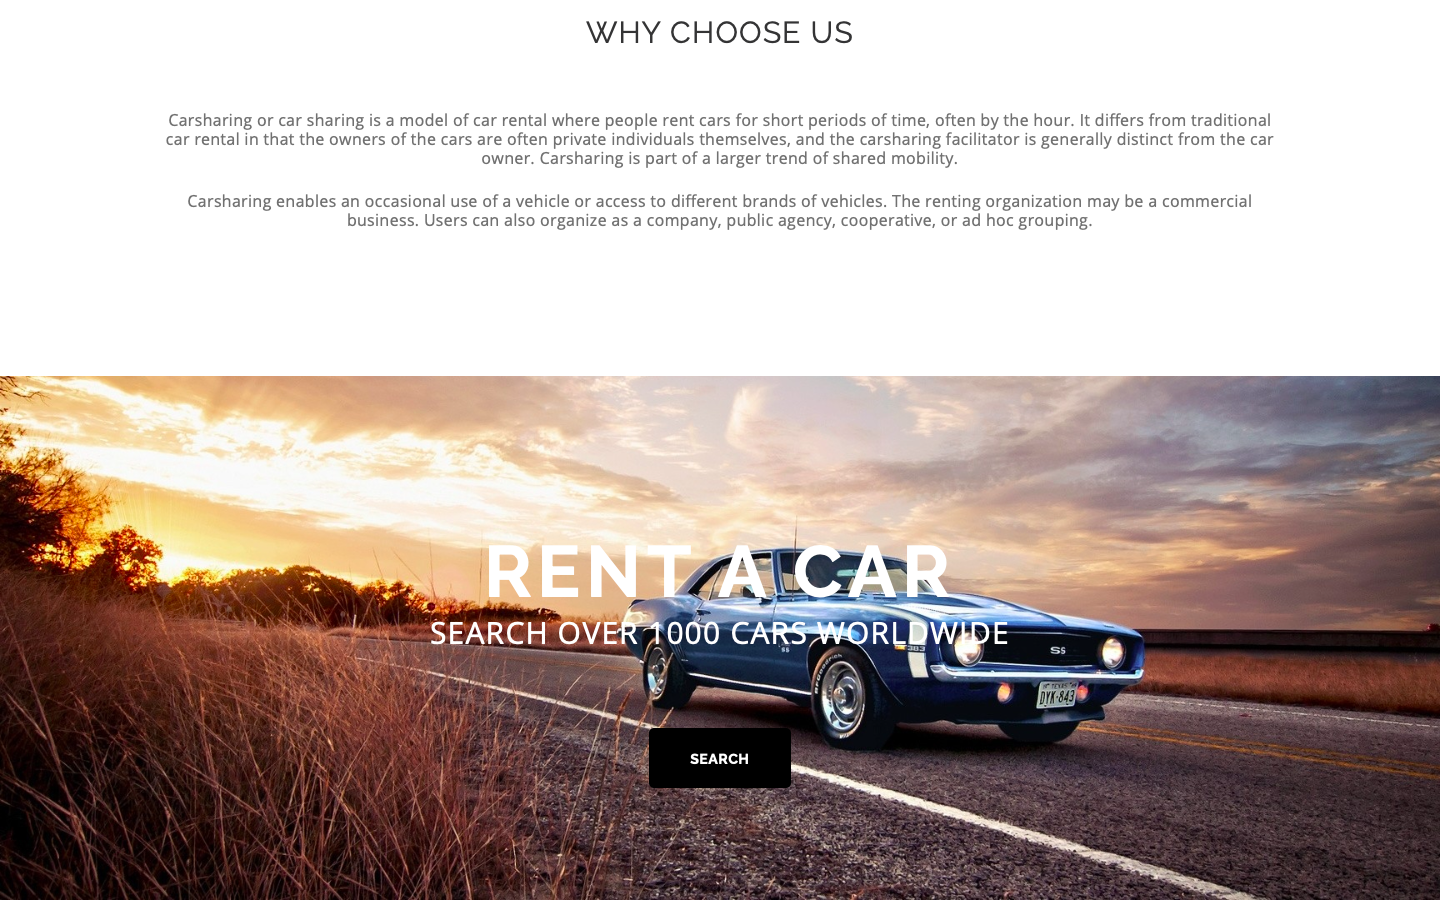 WHY CHOOSE US
Carsharing or car sharing is a model of car rental where people rent cars for short periods of time, often by the hour. It differs from traditional
car rental in that the owners of the cars are often private individuals themselves, and the carsharing facilitator is generally distinct from the car
owner. Carsharing is part of a larger trend of shared mobility.
Carsharing enables an occasional use of a vehicle or access to different brands of vehicles. The renting organization may be a commercial
business. Users can also organize as a company, public agency, cooperative, or ad hoc grouping.
RENT A CAR
SEARCH OVER 1000 CARS WORLDWIDE
383
SS
SS
DYK-843
SEARCH